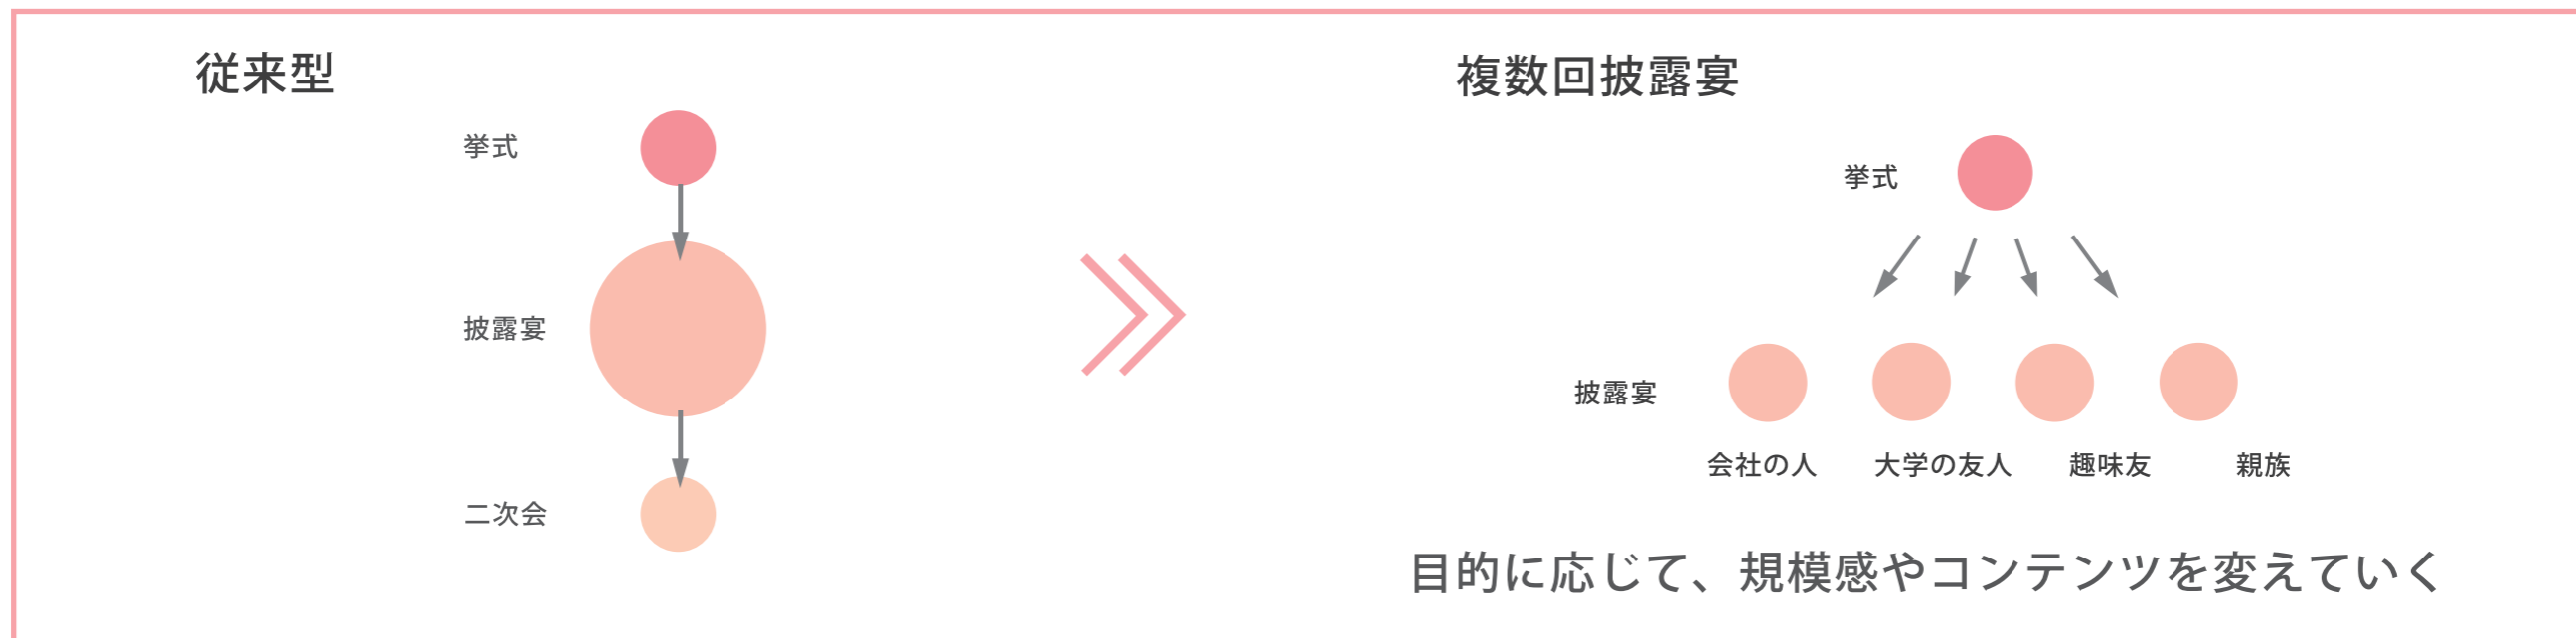 従来型
挙式
披露宴
二次会
複数回披露宴
挙式
披露宴
会社の人 大学の友人 趣味友 親族
目的に応じて、規模感やコンテンツを変えていく